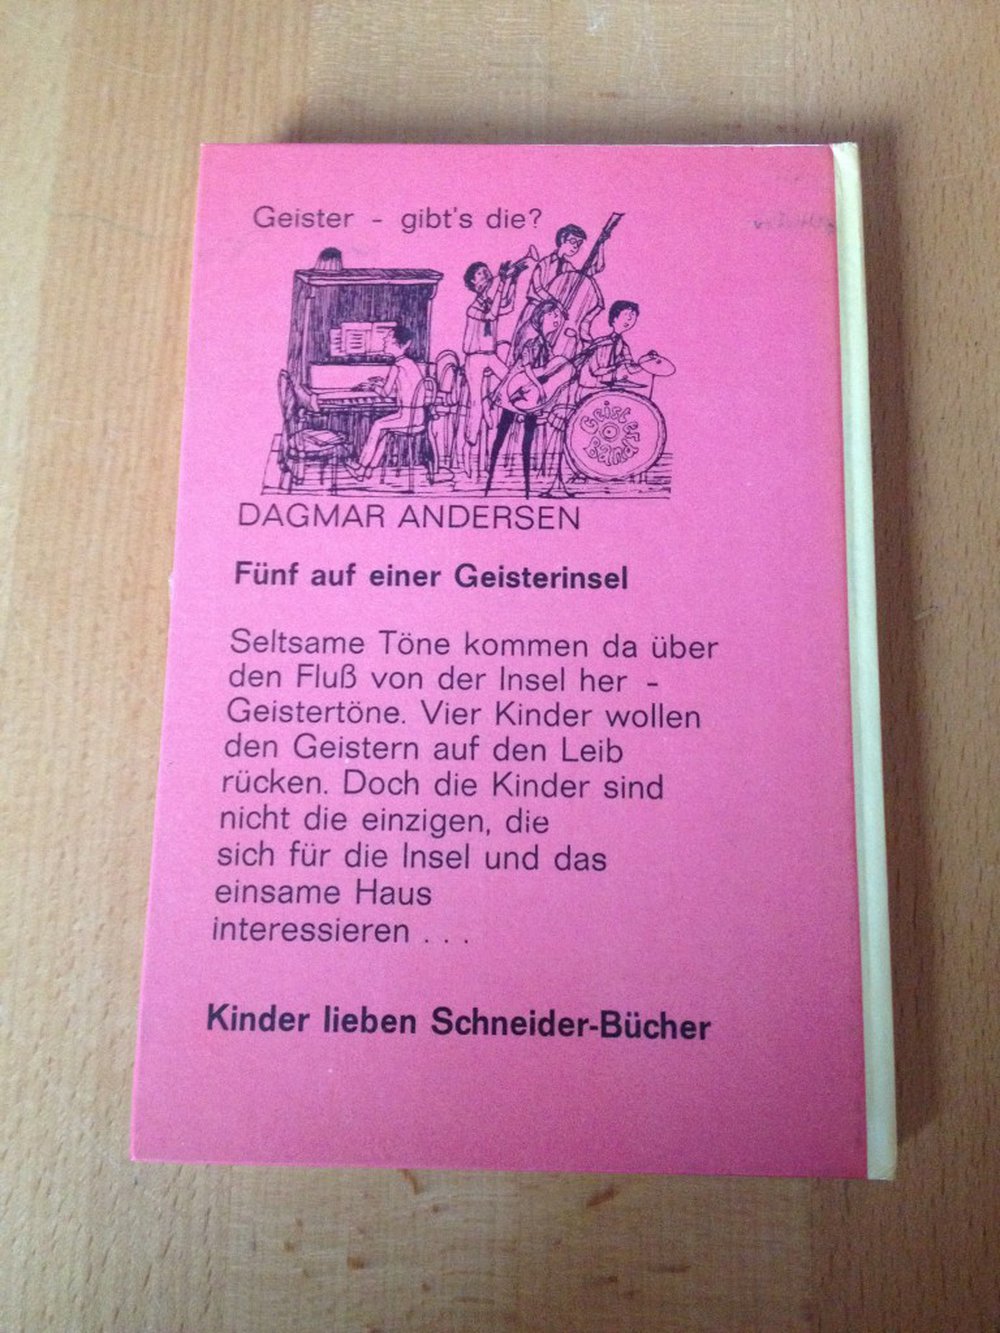 Geister - gibt's die?
Geister
Band
DAGMAR ANDERSEN
Fünf auf einer Geisterinsel
Seltsame Töne kommen da über
den Fluß von der Insel her -
Geistertöne. Vier Kinder wollen
den Geistern auf den Leib
rücken. Doch die Kinder sind
nicht die einzigen, die
sich für die Insel und das
einsame Haus
interessieren . . .
Kinder lieben Schneider-Bücher